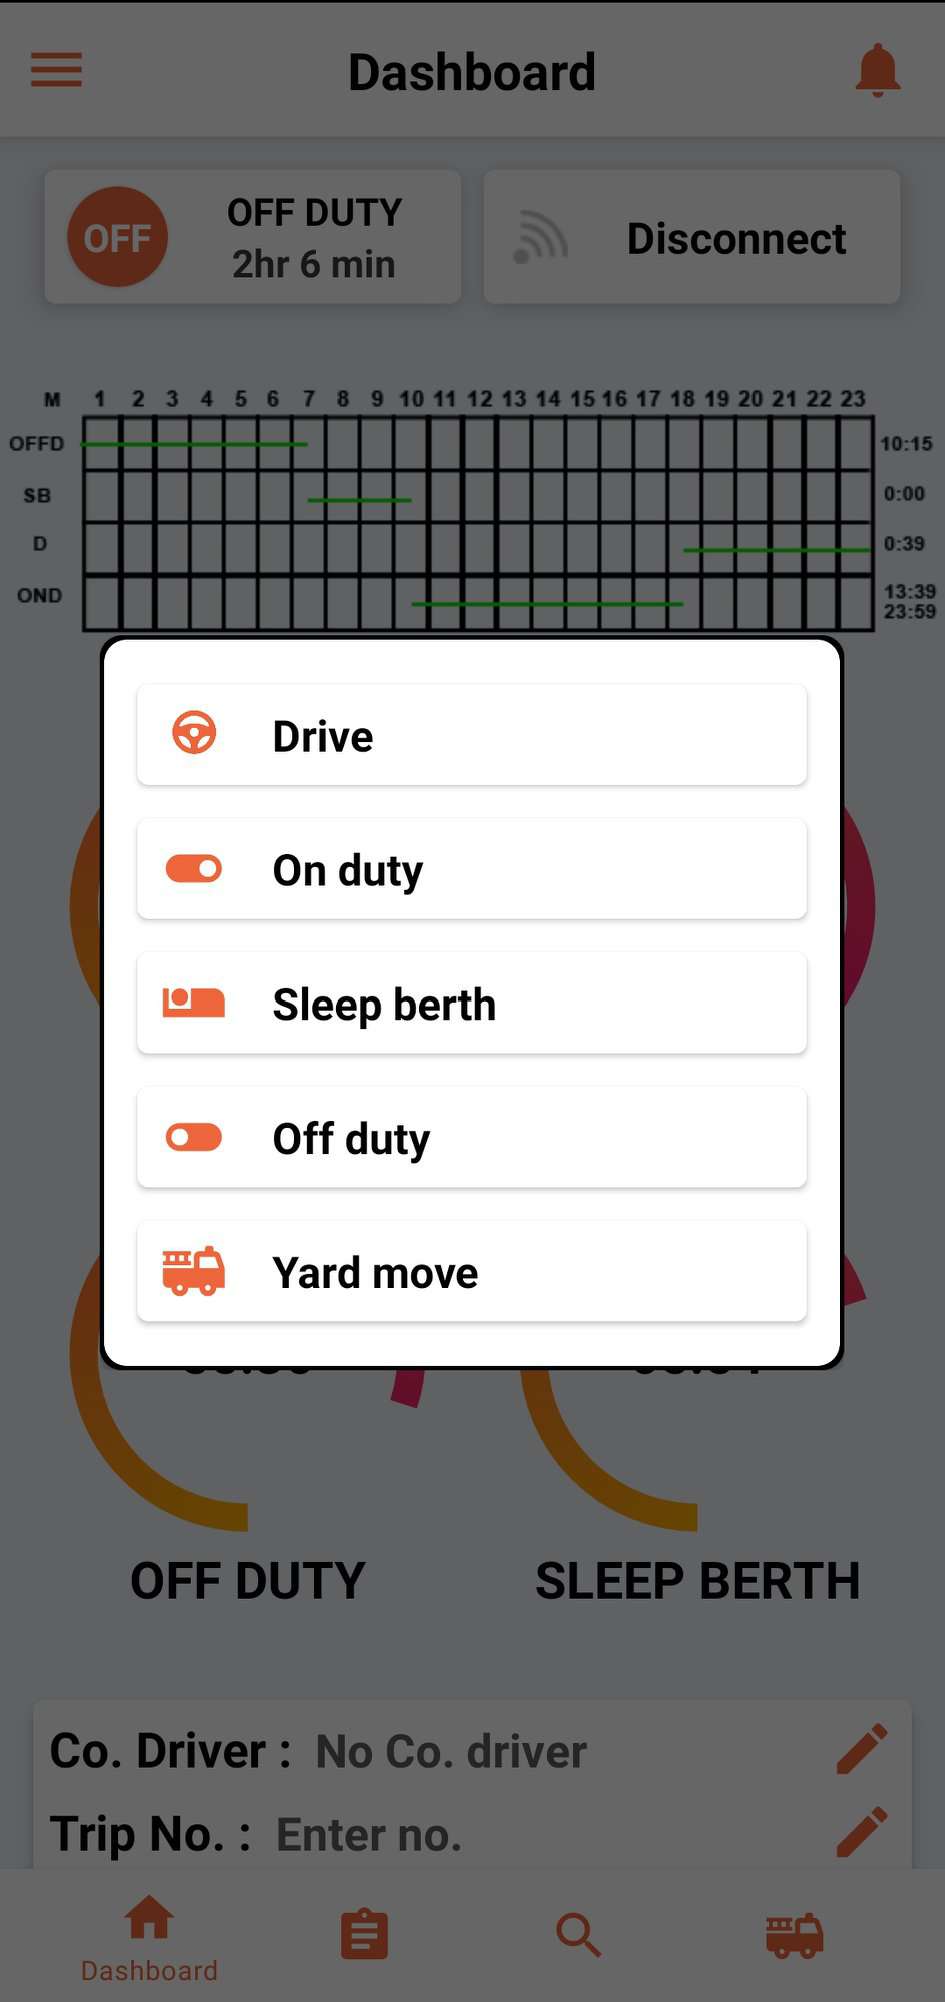 Dashboard
OFF
OFF DUTY
2hr 6 min
Disconnect
M 1 2 3 4 5 6 7 8 9 10 11 12 13 14 15 16 17 18 19 20 21 22 23
OFFD 10:15
SB 0:00
D 0:39
OND 13:39
23:59
Drive
On duty
Sleep berth
Off duty
Yard move
OFF DUTY
SLEEP BERTH
Co. Driver : No Co. driver
Trip No. : Enter no.
Dashboard